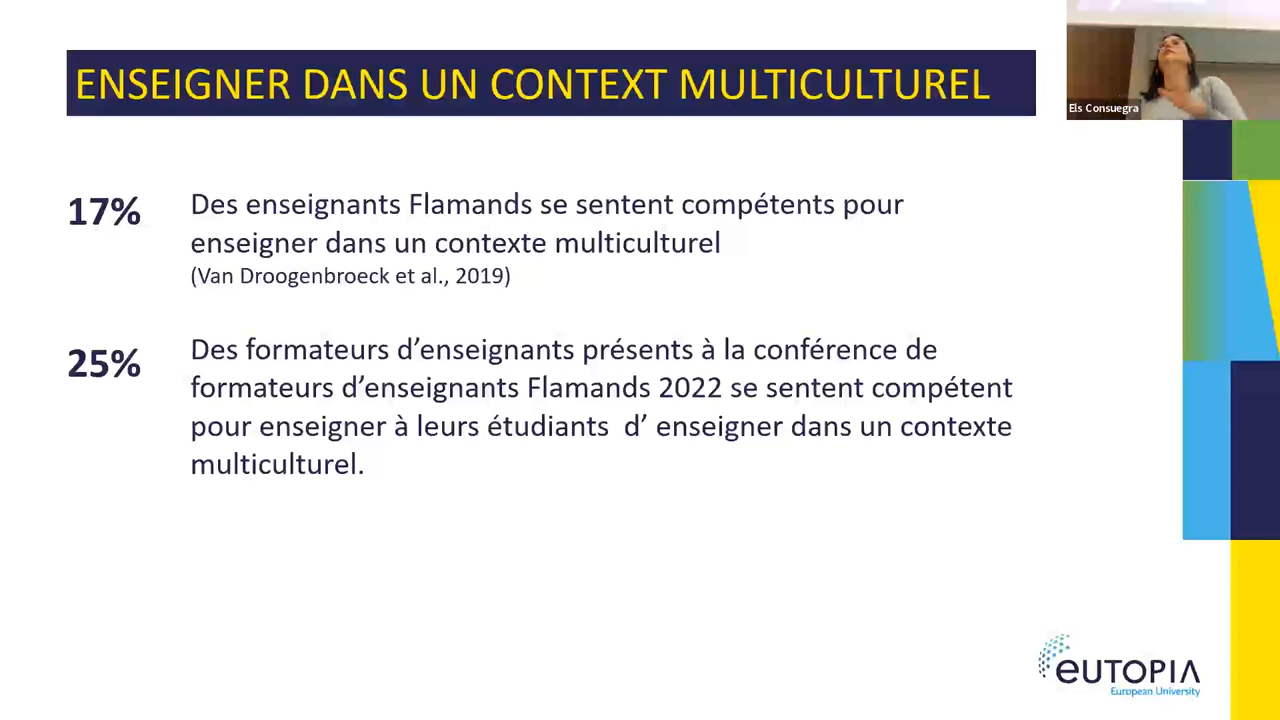 ENSEIGNER DANS UN CONTEXT MULTICULTUREL
Els Consuegra
17%
Des enseignants Flamands se sentent compétents pour
enseigner dans un contexte multiculturel
(Van Droogenbroeck et al., 2019)
25%
Des formateurs d’enseignants présents à la conférence de
formateurs d’enseignants Flamands 2022 se sentent compétent
pour enseigner à leurs étudiants  d’ enseigner dans un contexte
multiculturel.
eUTOPIA
European University